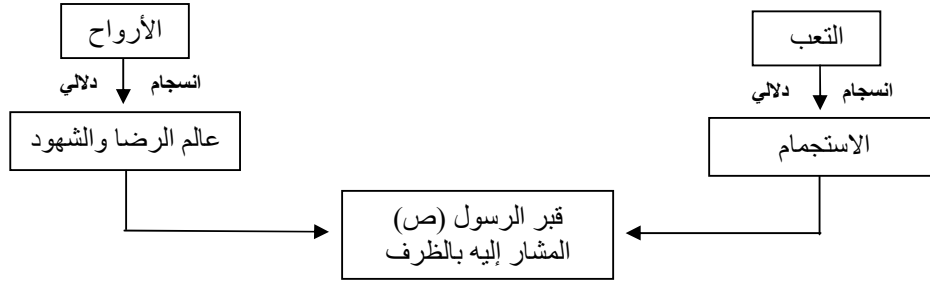 التعب
انسجام دلالي
الاستجمام
الأرواح
انسجام دلالي
عالم الرضا والشهود
قبر الرسول (ص)
المشار إليه بالظرف